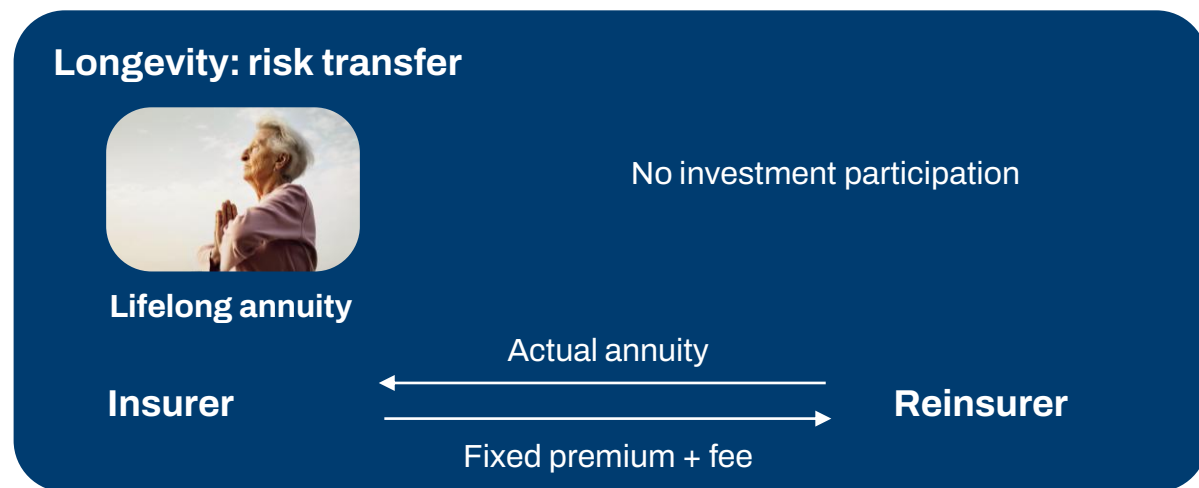 Longevity: risk transfer
No investment participation
Lifelong annuity
Actual annuity
Insurer
Reinsurer
Fixed premium + fee